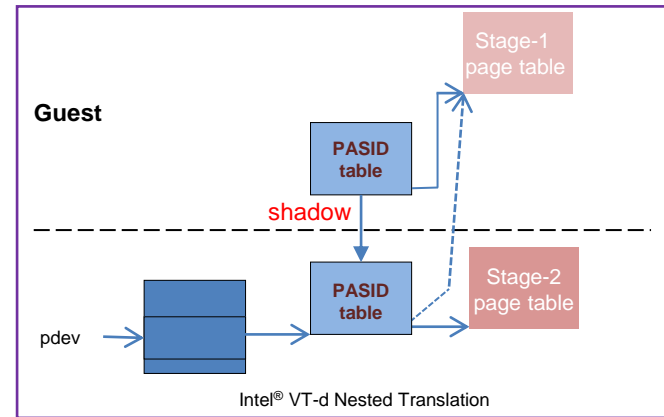 Stage-1
page table
Guest
PASID
table
shadow
PASID
table
Stage-2
page table
pdev
Intel® VT-d Nested Translation